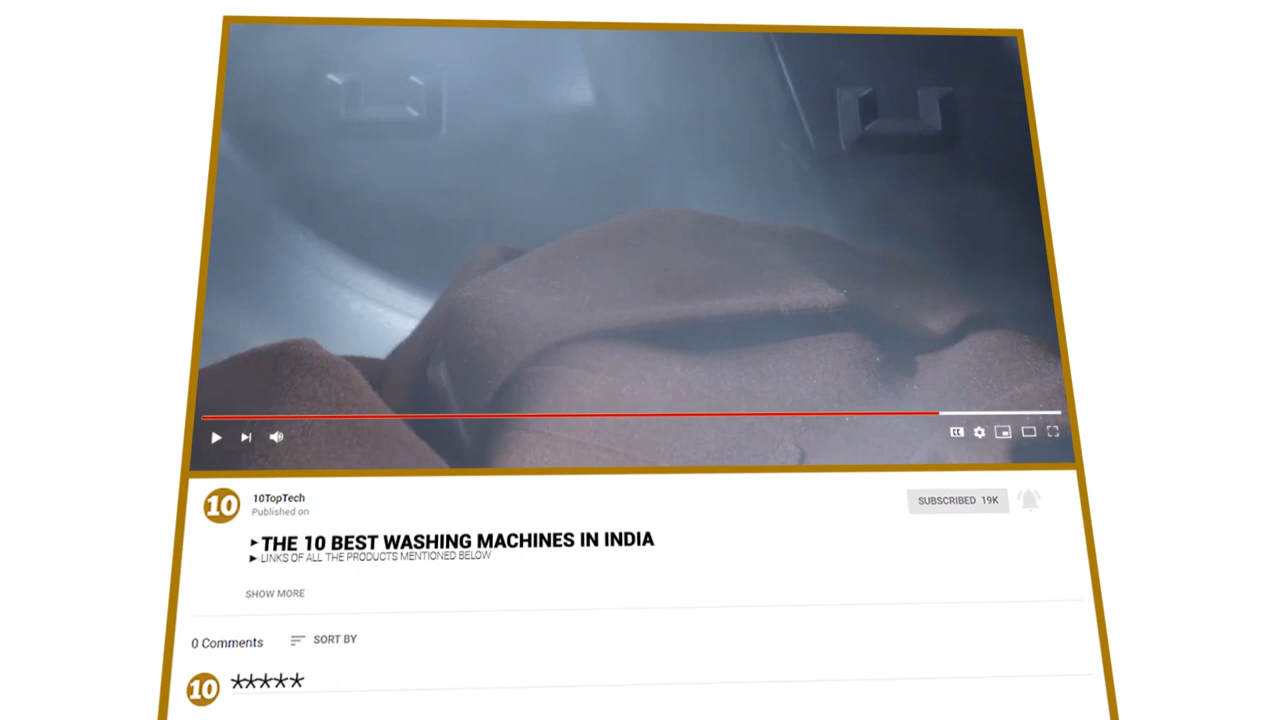 10
10TopTech
Published on
SUBSCRIBED 19K
►THE 10 BEST WASHING MACHINES IN INDIA
► LINKS OF ALL THE PRODUCTS MENTIONED BELOW
SHOW MORE
0 Comments
SORT BY
10
*****